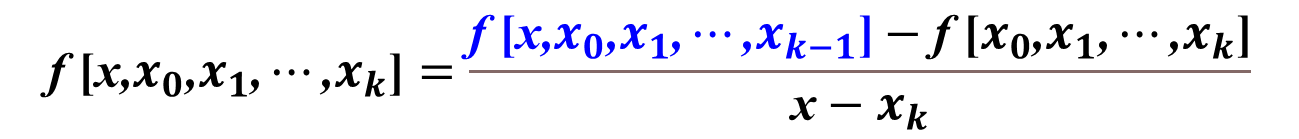 f[x,x₀,x₁,⋯,xₖ] = (f[x,x₀,x₁,⋯,xₖ₋₁] − f[x₀,x₁,⋯,xₖ]) / (x − xₖ)